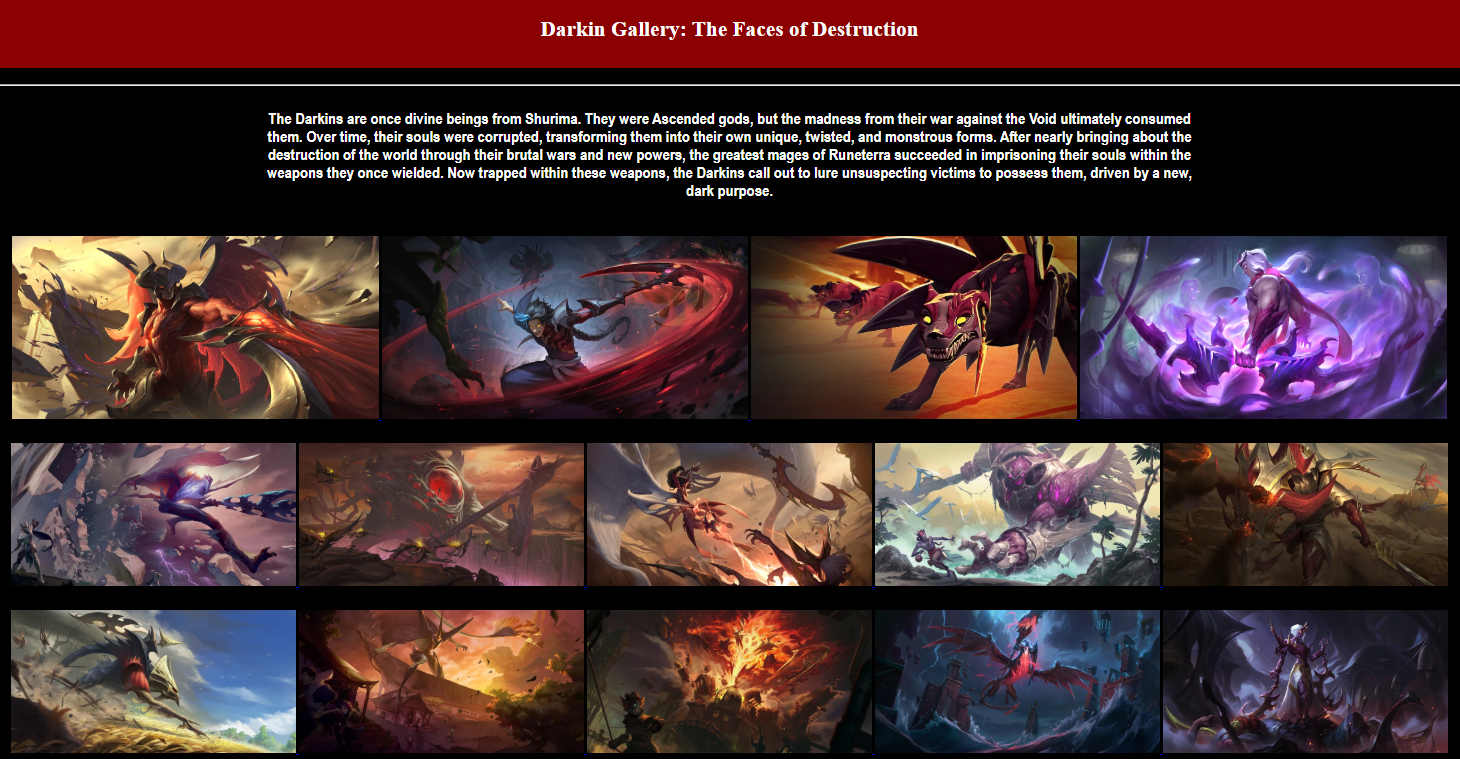 Darkin Gallery: The Faces of Destruction
The Darkins are once divine beings from Shurima. They were Ascended gods, but the madness from their war against the Void ultimately consumed
them. Over time, their souls were corrupted, transforming them into their own unique, twisted, and monstrous forms. After nearly bringing about the
destruction of the world through their brutal wars and new powers, the greatest mages of Runeterra succeeded in imprisoning their souls within the
weapons they once wielded. Now trapped within these weapons, the Darkins call out to lure unsuspecting victims to possess them, driven by a new,
dark purpose.